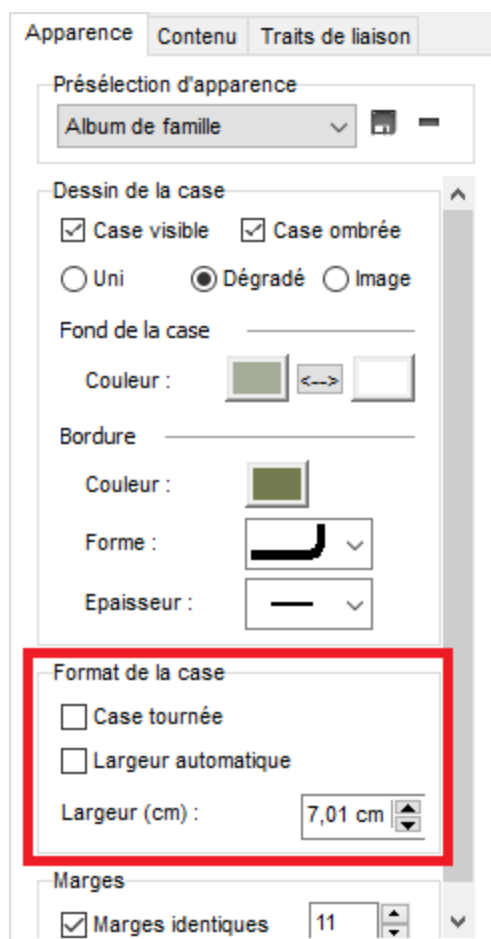 Apparence Contenu Traits de liaison
Présélection d'apparence
Album de famille
Dessin de la case
Case visible Case ombrée
Uni Dégradé Image
Fond de la case
Couleur : <-->
Bordure
Couleur :
Forme :
Epaisseur :
Format de la case
Case tournée
Largeur automatique
Largeur (cm) : 7,01 cm
Marges
Marges identiques 11